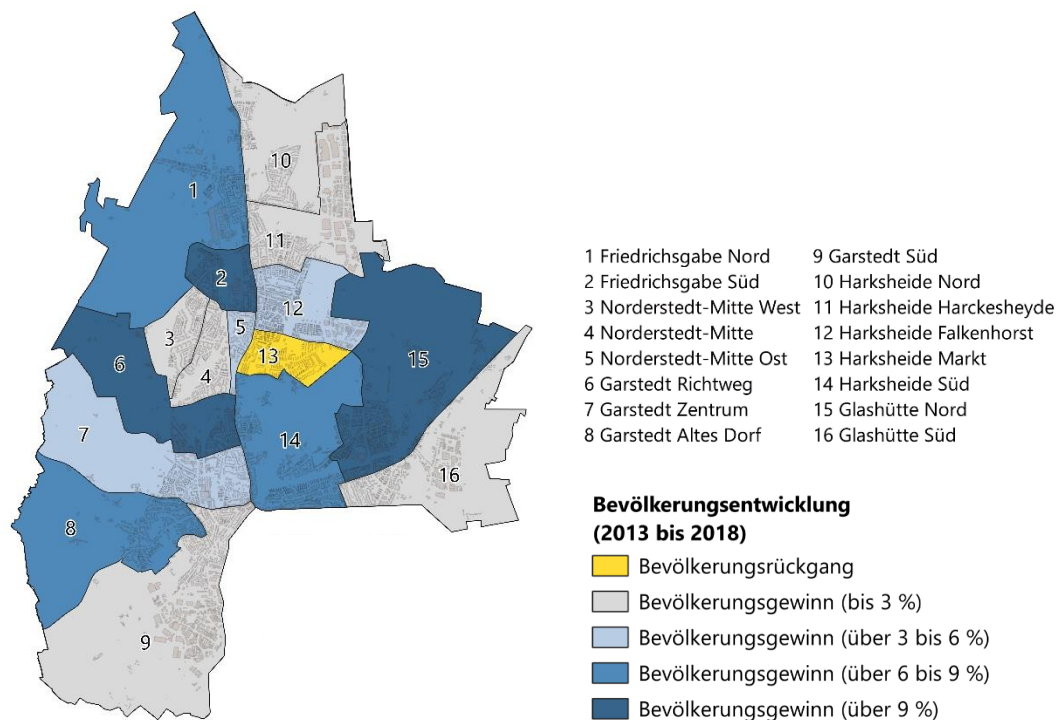 10
1
11
2
12
5
3
13
15
6
4
7
14
16
8
9
1 Friedrichsgabe Nord
2 Friedrichsgabe Süd
3 Norderstedt-Mitte West
4 Norderstedt-Mitte
5 Norderstedt-Mitte Ost
6 Garstedt Richtweg
7 Garstedt Zentrum
8 Garstedt Altes Dorf
9 Garstedt Süd
10 Harksheide Nord
11 Harksheide Harckesheyde
12 Harksheide Falkenhorst
13 Harksheide Markt
14 Harksheide Süd
15 Glashütte Nord
16 Glashütte Süd
Bevölkerungsentwicklung
(2013 bis 2018)
Bevölkerungsrückgang
Bevölkerungsgewinn (bis 3 %)
Bevölkerungsgewinn (über 3 bis 6 %)
Bevölkerungsgewinn (über 6 bis 9 %)
Bevölkerungsgewinn (über 9 %)